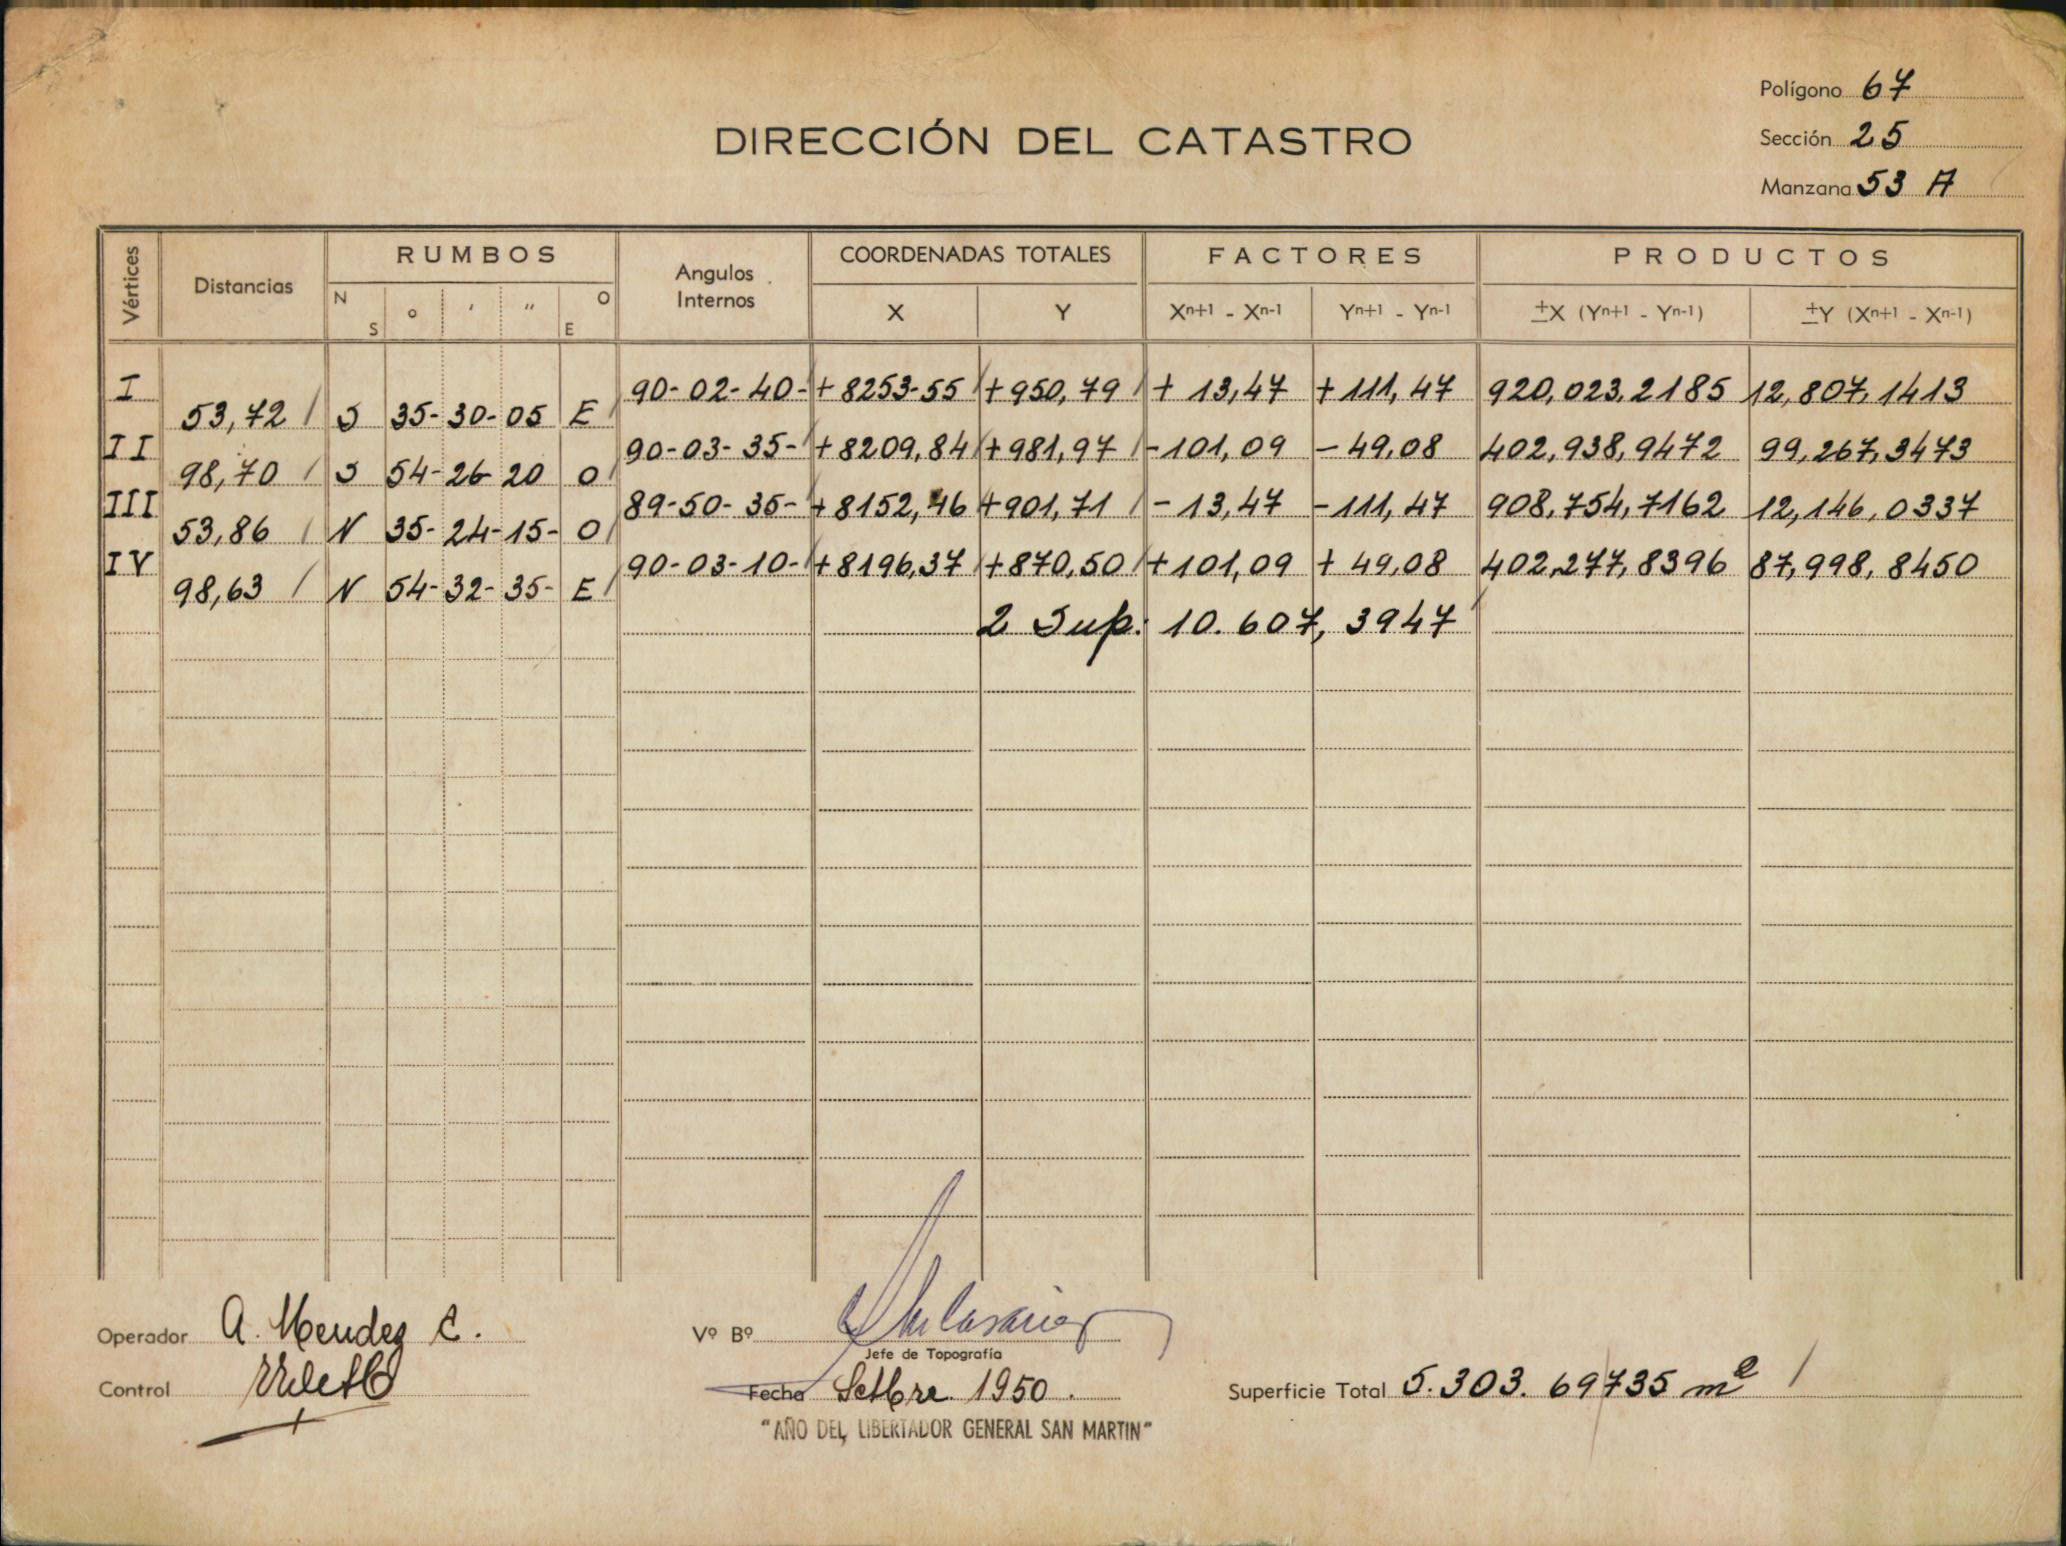 Polígono 67
DIRECCIÓN DEL CATASTRO
Sección 25
Manzana 53 A
Vértices Distancias RUMBOS Angulos Internos COORDENADAS TOTALES FACTORES PRODUCTOS
N S ° ' " O E X Y Xn+1 - Xn-1 Yn+1 - Yn-1 ±X (Yn+1 - Yn-1) ±Y (Xn+1 - Xn-1)
I 90-02-40- +8253-55 +950,79 + 13,47 +111,47 920,023,2185 12,807,1413
53,72 S 35-30-05 E
II 90-03-35- +8209,84 +981,97 -101,09 -49,08 402,938,9472 99,267,3473
98,70 S 54-26-20 O
III 89-50-35- +8152,46 +901,71 -13,47 -111,47 908,754,7162 12,146,0337
53,86 N 35-24-15- O
IV 90-03-10- +8196,37 +870,50 +101,09 +49,08 402,277,8396 87,998,8450
98,63 N 54-32-35- E
2 Sup: 10.607,3947
Operador A. Mendez C.
Vº Bº
Jefe de Topografía
Control
Fecha Setbre 1950.
Superficie Total 5.303.69735 m2
"AÑO DEL LIBERTADOR GENERAL SAN MARTIN"